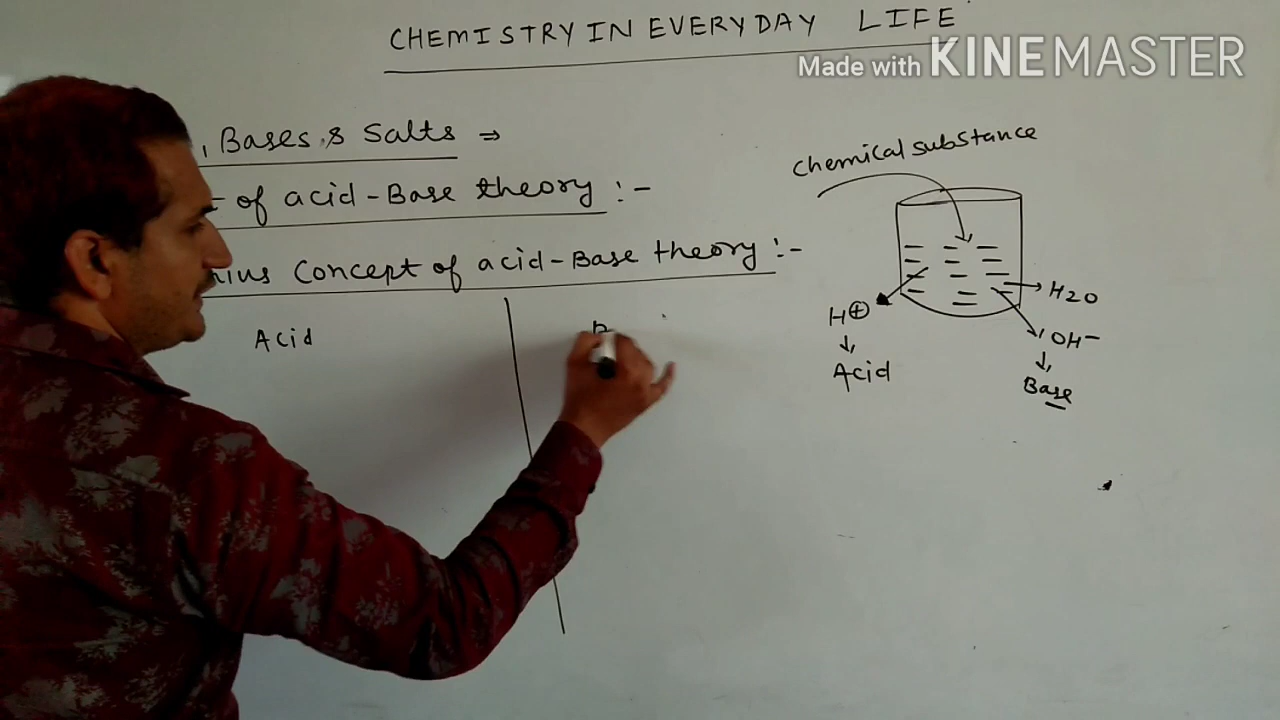 CHEMISTRY IN EVERYDAY LIFE
Made with KINEMASTER
, Bases, & Salts ⇒
of acid-Base theory :-
Concept of acid-Base theory :-
Acid
chemical substance
H⊕
↓
Acid
H2O
OH-
↓
Base